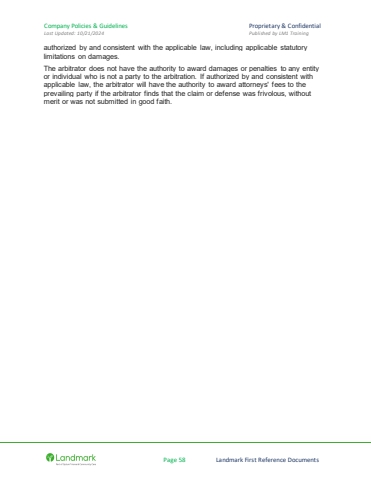 Company Policies & Guidelines Proprietary & Confidential
Last Updated: 10/21/2024 Published by LMS Training
authorized by and consistent with the applicable law, including applicable statutory
limitations on damages.
The arbitrator does not have the authority to award damages or penalties to any entity
or individual who is not a party to the arbitration. If authorized by and consistent with
applicable law, the arbitrator will have the authority to award attorneys' fees to the
prevailing party if the arbitrator finds that the claim or defense was frivolous, without
merit or was not submitted in good faith.
Landmark Page 58 Landmark First Reference Documents